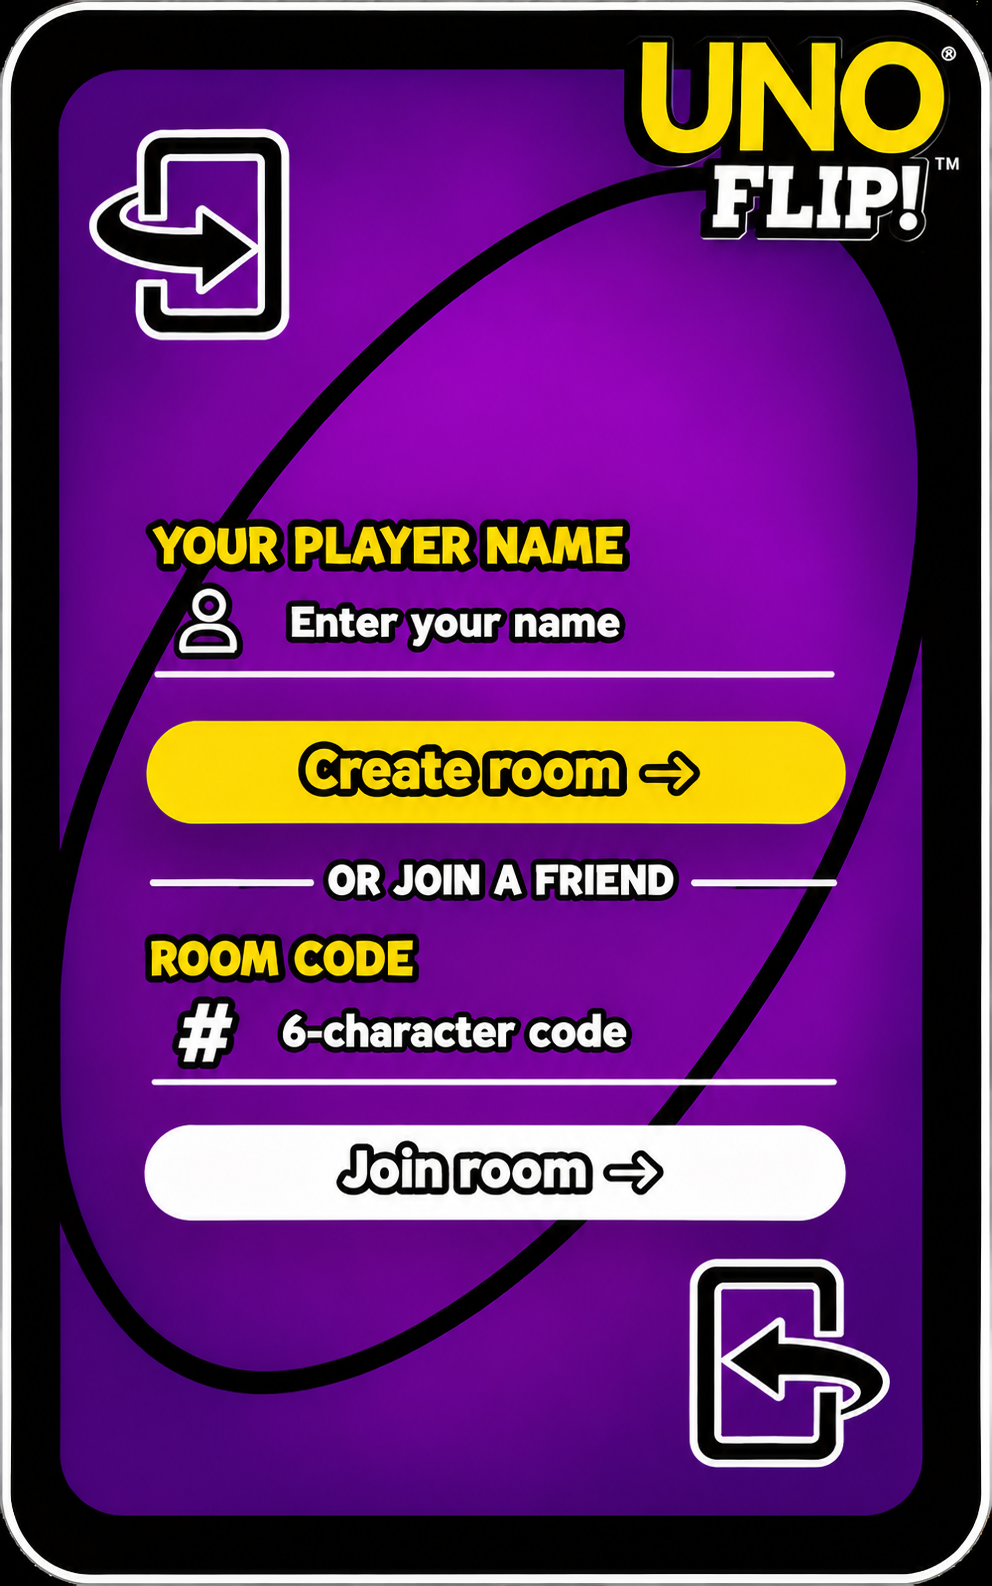 UNO®
FLIP!™
YOUR PLAYER NAME
Enter your name
Create room →
OR JOIN A FRIEND
ROOM CODE
# 6-character code
Join room →